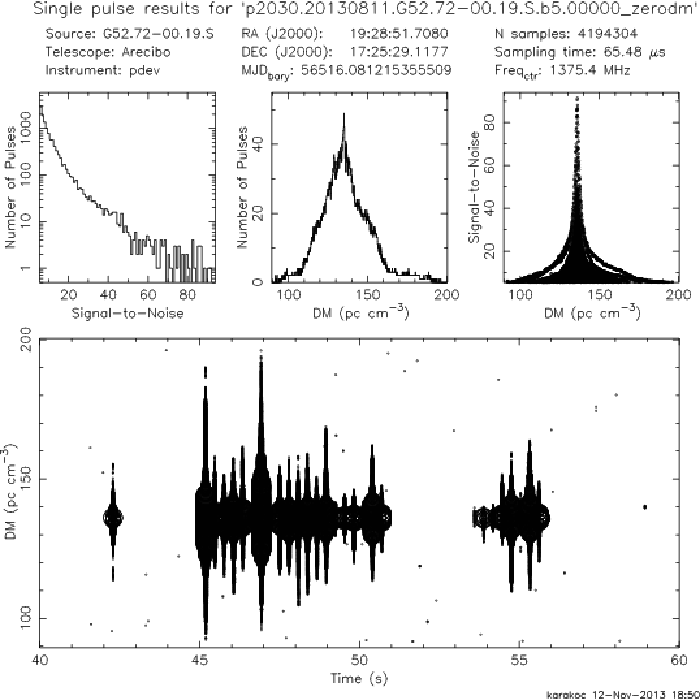 Single pulse results for 'p2030.20130811.G52.72-00.19.S.b5.00000_zerodm'
Source: G52.72-00.19.S RA (J2000): 19:28:51.7080 N samples: 4194304
Telescope: Arecibo DEC (J2000): 17:25:29.1177 Sampling time: 65.48 μs
Instrument: pdev MJDbary: 56516.081215355509 Freqctr: 1375.4 MHz
Number of Pulses
1 10 100 1000
20 40 60 80
Signal-to-Noise
Number of Pulses
0 20 40
100 150 200
DM (pc cm-3)
Signal-to-Noise
20 40 60 80
100 150 200
DM (pc cm-3)
DM (pc cm-3)
100 150 200
40 45 50 55 60
Time (s)
karakoc 12-Nov-2013 18:50